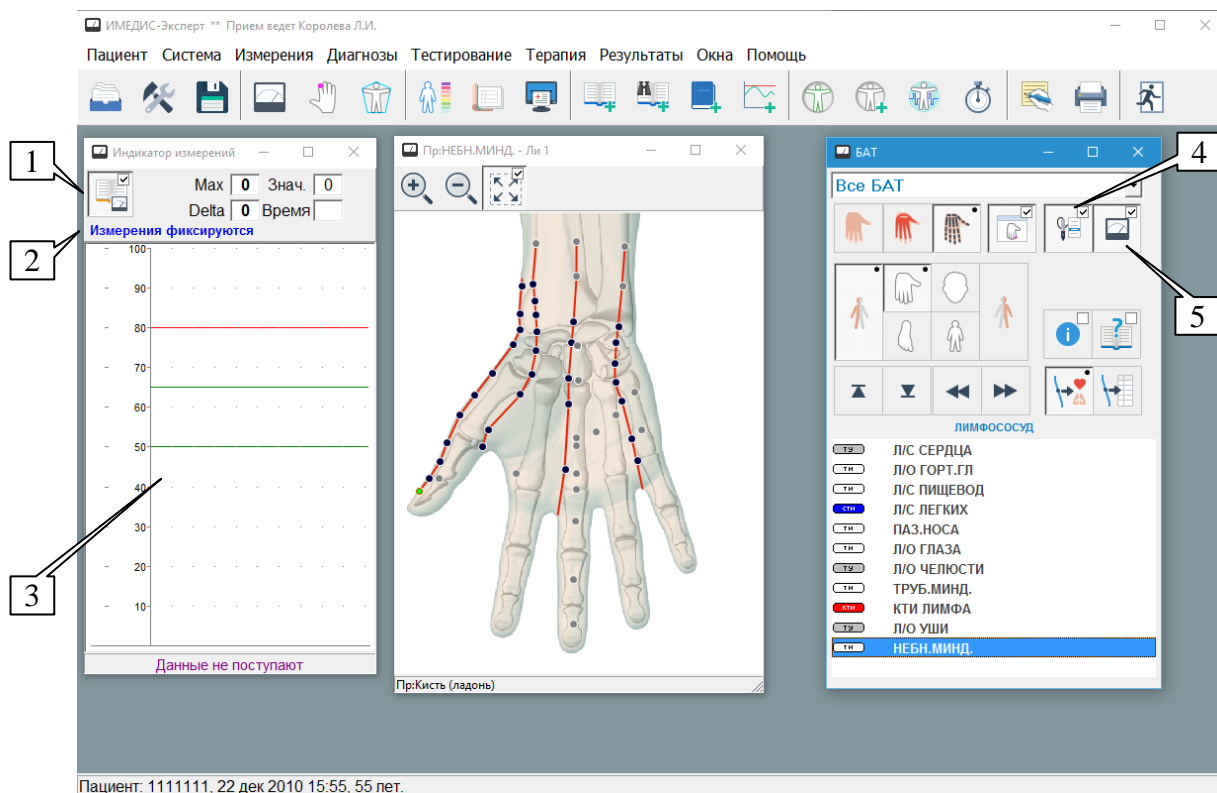 ИМЕДИС-Эксперт ** Прием ведет Королева Л.И.
Пациент Система Измерения Диагнозы Тестирование Терапия Результаты Окна Помощь
1
2
3
4
5
Индикатор измерений
Max 0 Знач. 0
Delta 0 Время
Измерения фиксируются
100
90
80
70
60
50
40
30
20
10
Данные не поступают
Пр:НЕБН.МИНД. - Ли 1
Пр:Кисть (ладонь)
БАТ
Все БАТ
i
?
ЛИМФОСОСУД
ТУ Л/С СЕРДЦА
ТИ Л/О ГОРТ.ГЛ
ТИ Л/С ПИЩЕВОД
СТИ Л/С ЛЕГКИХ
ТИ ПАЗ.НОСА
ТИ Л/О ГЛАЗА
ТУ Л/О ЧЕЛЮСТИ
ТИ ТРУБ.МИНД.
КТИ КТИ ЛИМФА
ТУ Л/О УШИ
ТИ НЕБН.МИНД.
Пациент: 1111111, 22 дек 2010 15:55, 55 лет.